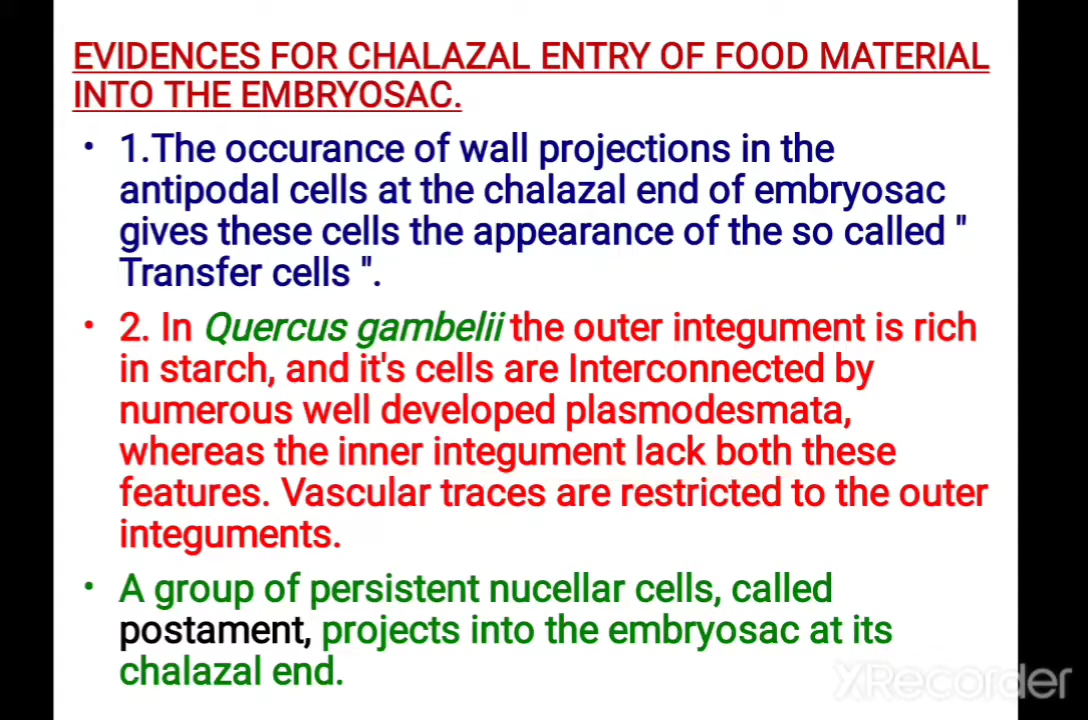 EVIDENCES FOR CHALAZAL ENTRY OF FOOD MATERIAL
INTO THE EMBRYOSAC.
• 1.The occurance of wall projections in the
antipodal cells at the chalazal end of embryosac
gives these cells the appearance of the so called "
Transfer cells ".
• 2. In Quercus gambelii the outer integument is rich
in starch, and it's cells are Interconnected by
numerous well developed plasmodesmata,
whereas the inner integument lack both these
features. Vascular traces are restricted to the outer
integuments.
• A group of persistent nucellar cells, called
postament, projects into the embryosac at its
chalazal end.
XRecorder